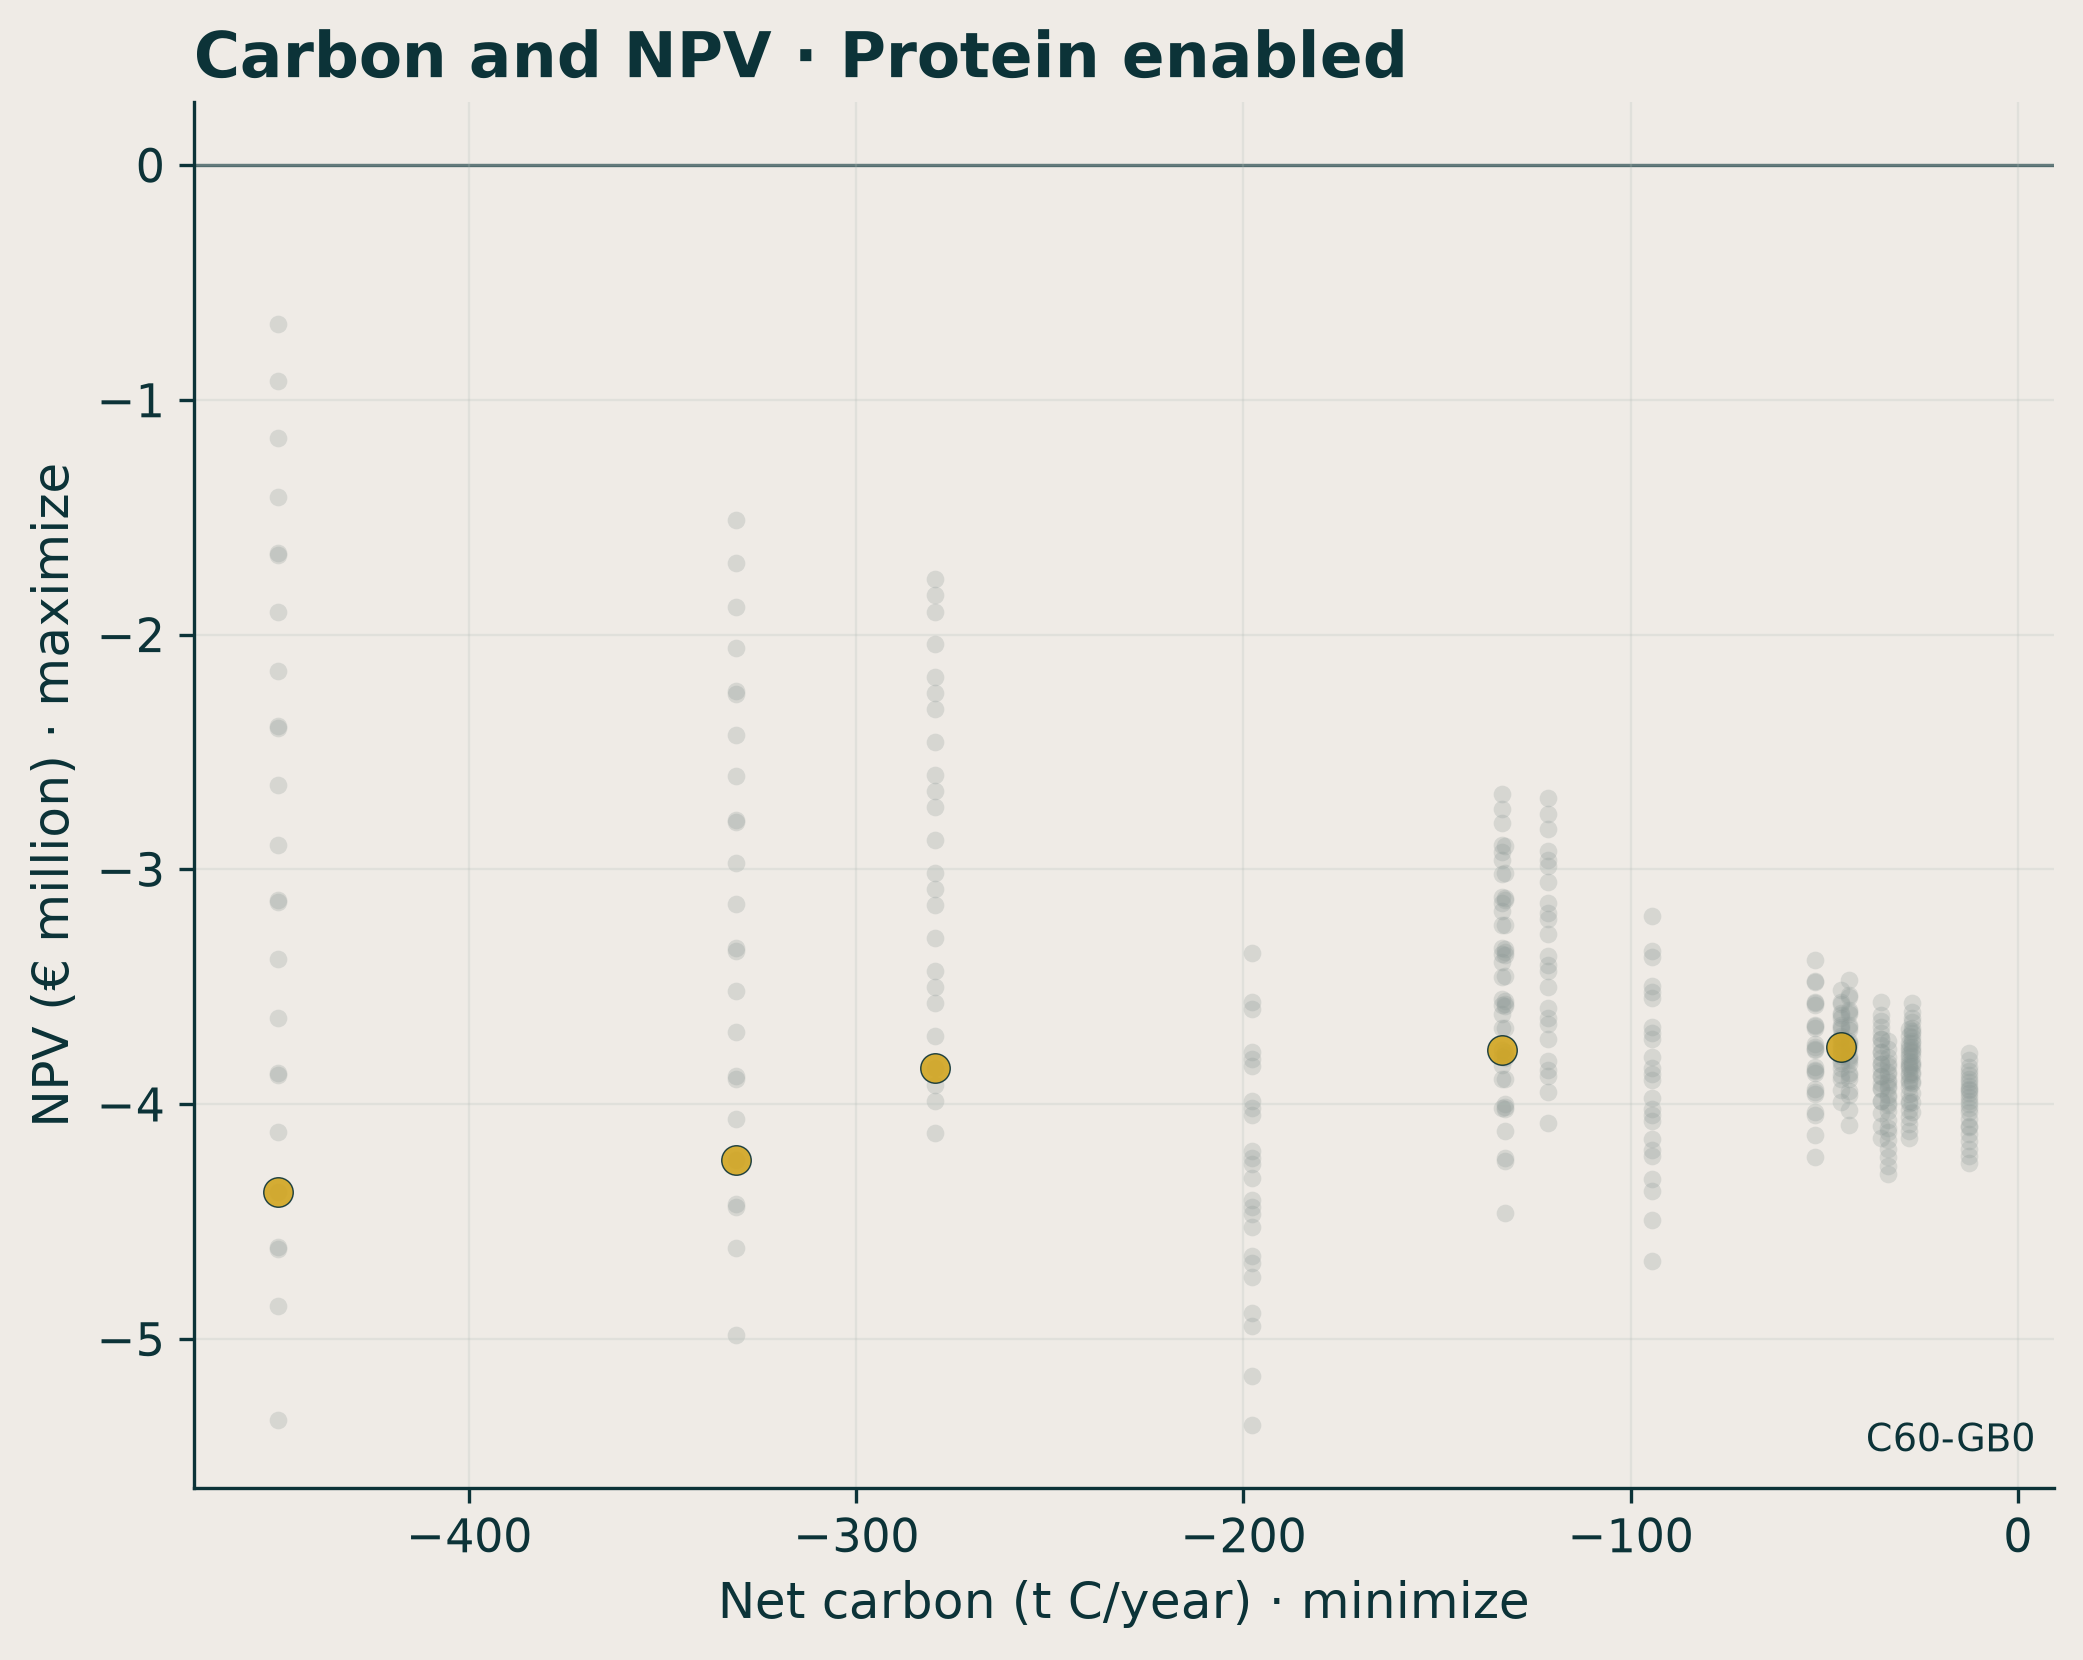 Carbon and NPV · Protein enabled
0
−1
−2
−3
−4
−5
NPV (€ million) · maximize
C60-GB0
−400
−300
−200
−100
0
Net carbon (t C/year) · minimize